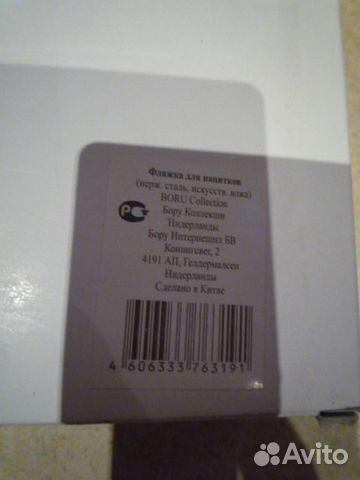 Фляжка для напитков
(нерж. сталь, искусств. кожа)
BORU Collection
Бору Коллекшн
Нидерланды
Бору Интернешнл БВ
Конингсвег, 2
4191 АП, Гелдермалсен
Нидерланды
Сделано в Китае
4 606333 763191
Avito